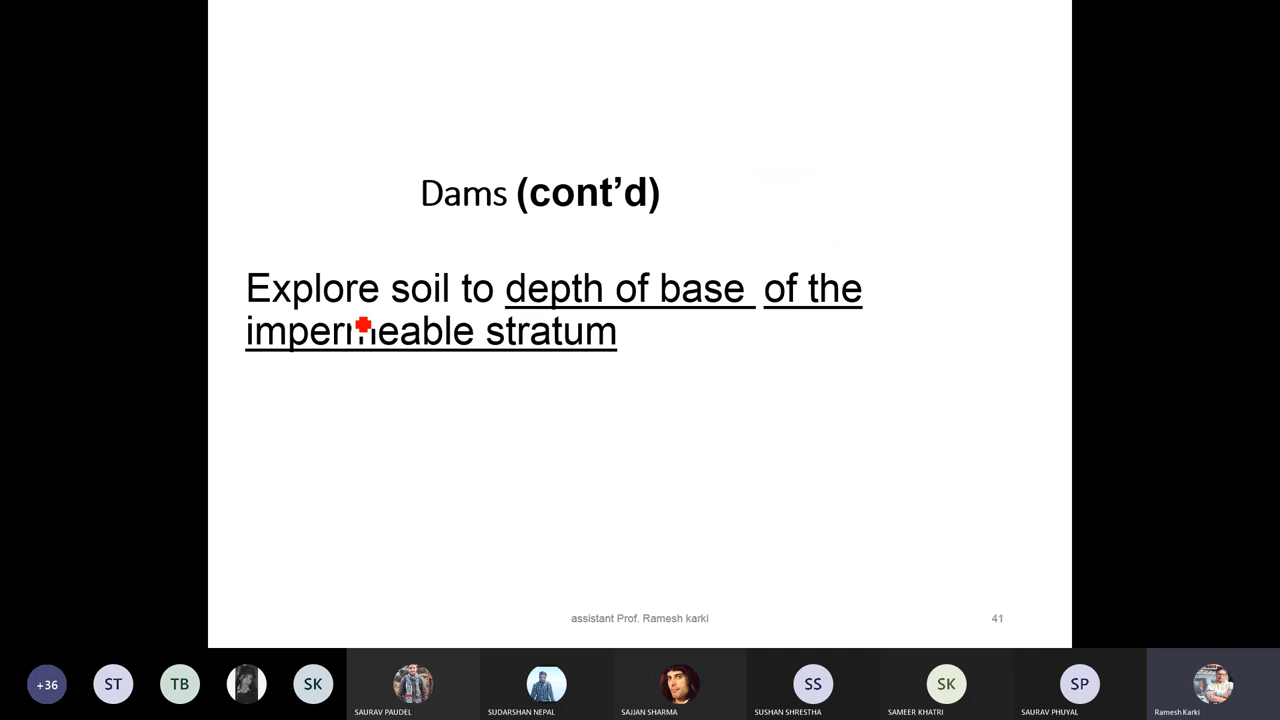 Dams (cont'd)
Explore soil to depth of base of the
impermeable stratum
assistant Prof. Ramesh karki
41
+36
ST
TB
SK
SS
SK
SP
SAURAV PAUDEL
SUDARSHAN NEPAL
SAJJAN SHARMA
SUSHAN SHRESTHA
SAMEER KHATRI
SAURAV PHUYAL
Ramesh Karki